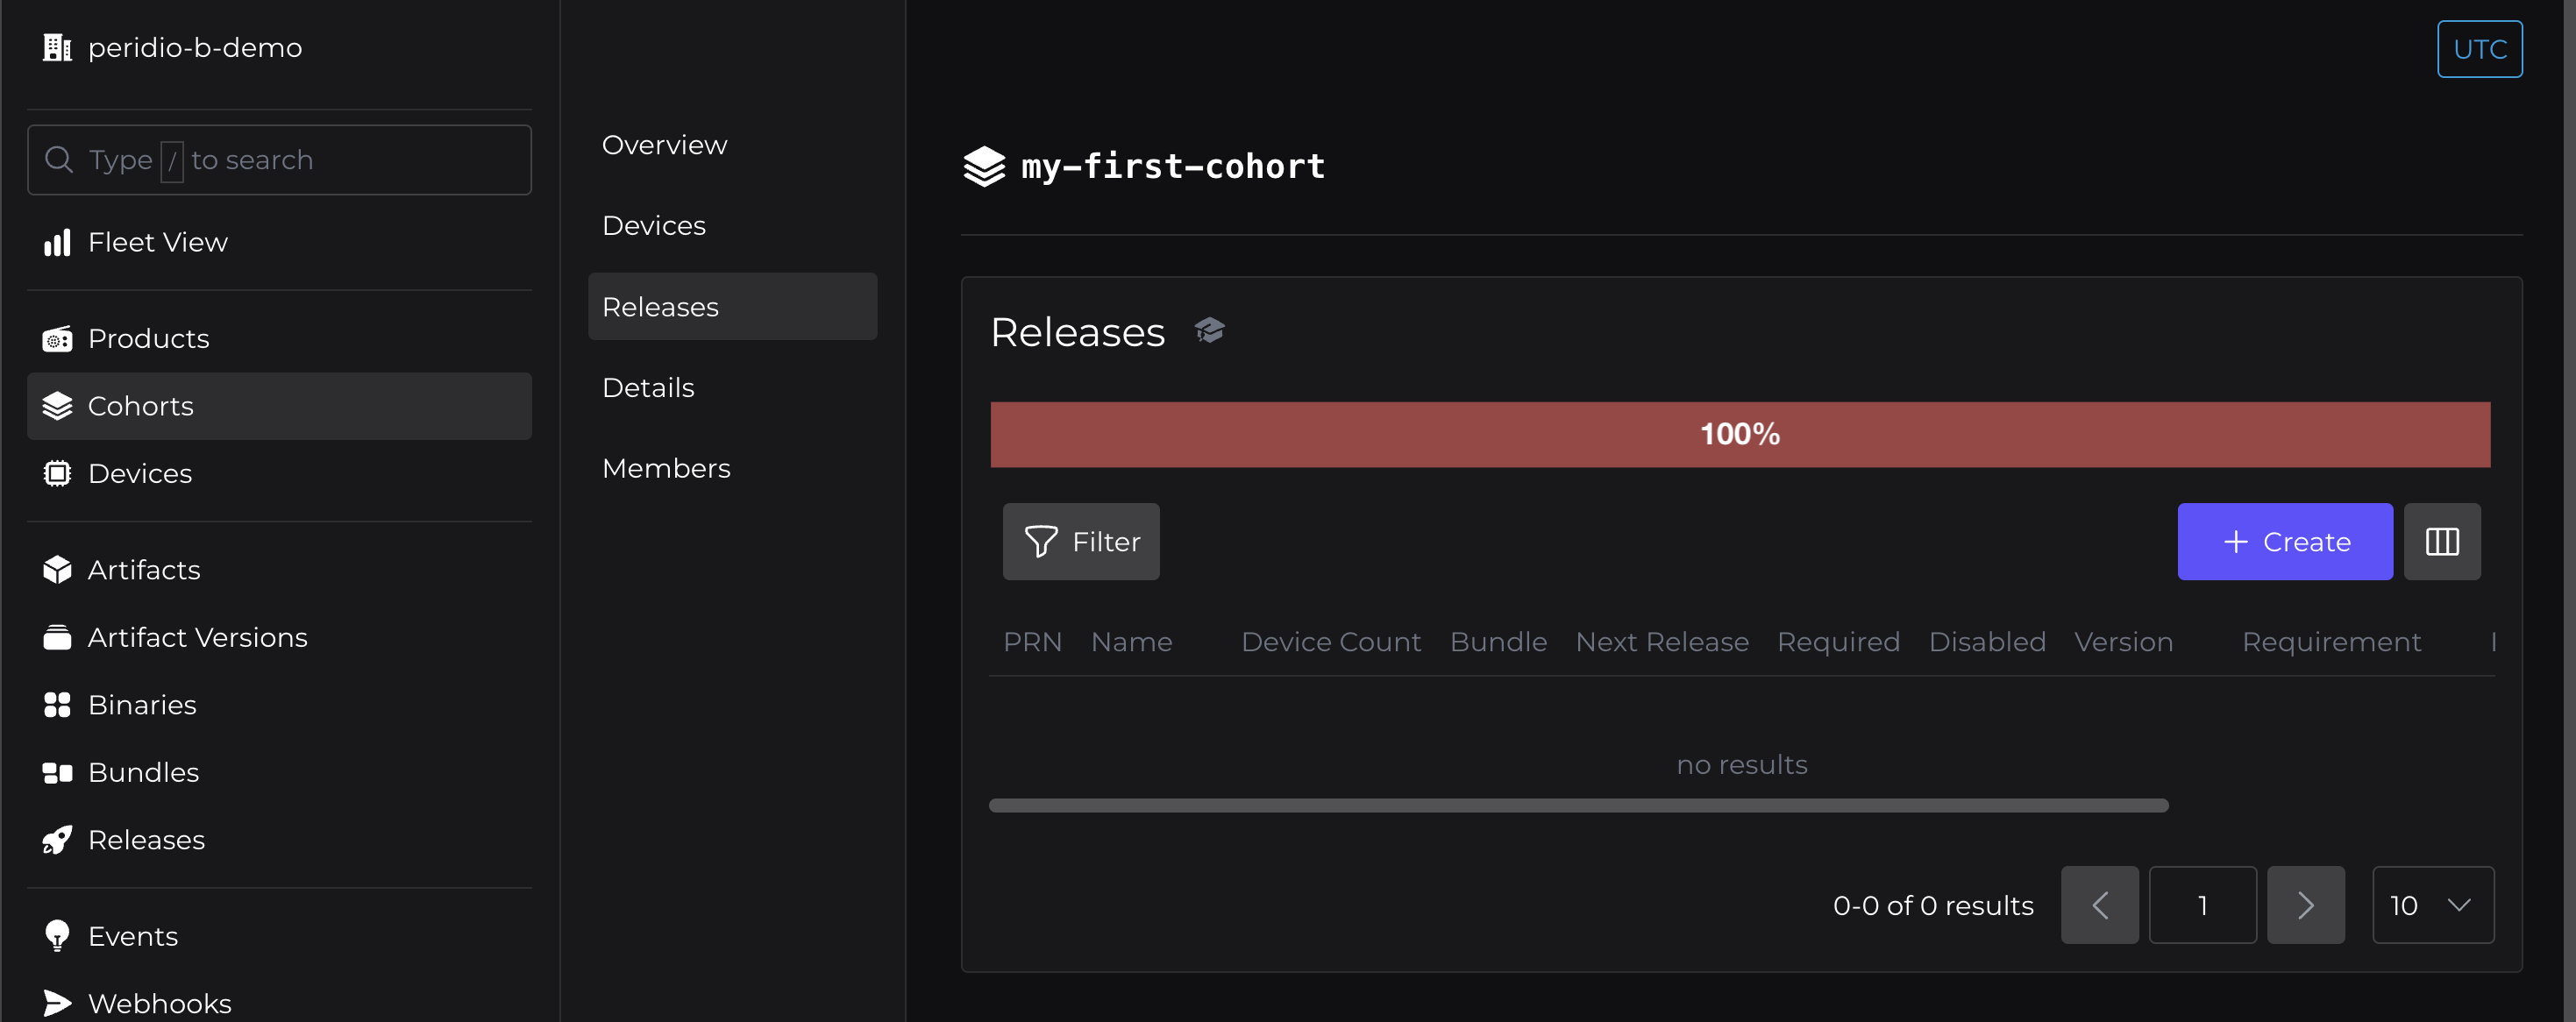 peridio-b-demo
Type / to search
Fleet View
Products
Cohorts
Devices
Artifacts
Artifact Versions
Binaries
Bundles
Releases
Events
Webhooks
Overview
Devices
Releases
Details
Members
UTC
my-first-cohort
Releases
100%
Filter
+ Create
PRN Name Device Count Bundle Next Release Required Disabled Version Requirement
no results
0-0 of 0 results
1
10